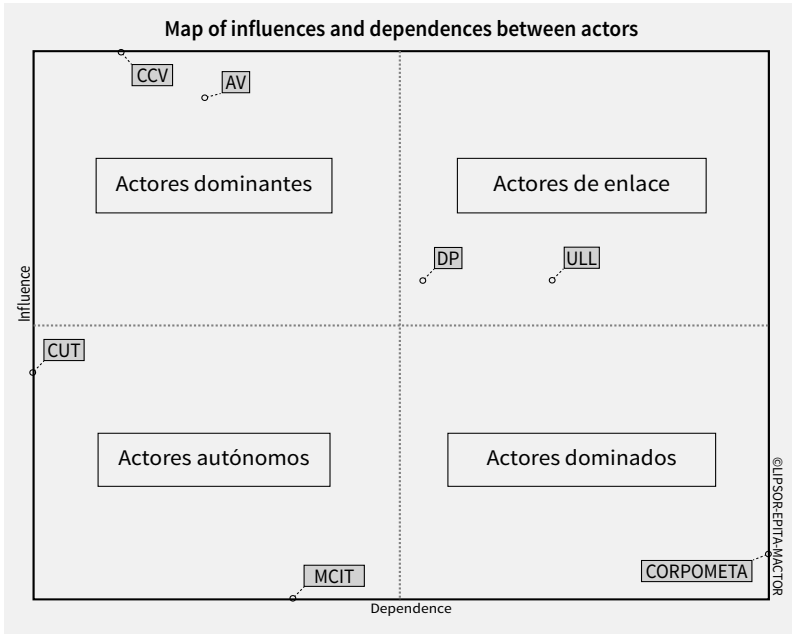 Map of influences and dependences between actors
CCV
AV
Actores dominantes
Actores de enlace
DP
ULL
Influence
CUT
Actores autónomos
Actores dominados
©LIPSOR-EPITA-MACTOR
MCIT
CORPOMETA
Dependence